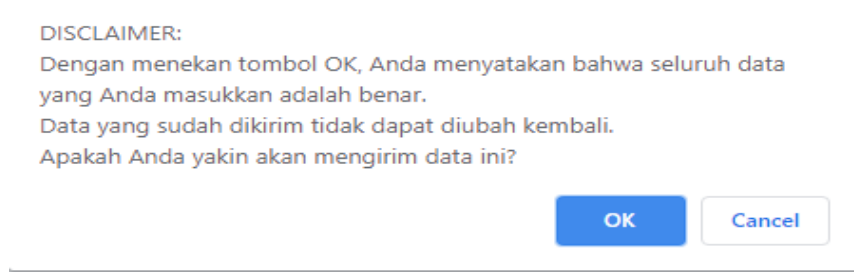 DISCLAIMER:
Dengan menekan tombol OK, Anda menyatakan bahwa seluruh data
yang Anda masukkan adalah benar.
Data yang sudah dikirim tidak dapat diubah kembali.
Apakah Anda yakin akan mengirim data ini?
OK
Cancel